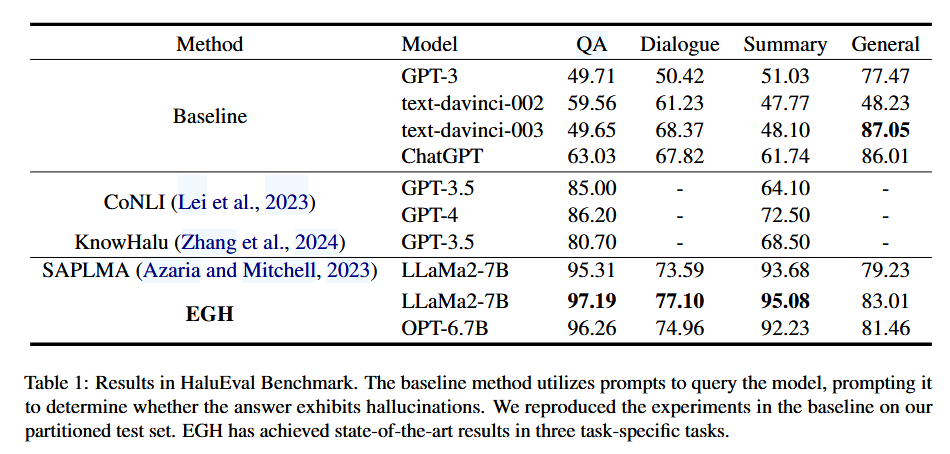 Method Model QA Dialogue Summary General
Baseline GPT-3 49.71 50.42 51.03 77.47
text-davinci-002 59.56 61.23 47.77 48.23
text-davinci-003 49.65 68.37 48.10 87.05
ChatGPT 63.03 67.82 61.74 86.01
CoNLI (Lei et al., 2023) GPT-3.5 85.00 - 64.10 -
GPT-4 86.20 - 72.50 -
KnowHalu (Zhang et al., 2024) GPT-3.5 80.70 - 68.50 -
SAPLMA (Azaria and Mitchell, 2023) LLaMa2-7B 95.31 73.59 93.68 79.23
EGH LLaMa2-7B 97.19 77.10 95.08 83.01
OPT-6.7B 96.26 74.96 92.23 81.46
Table 1: Results in HaluEval Benchmark. The baseline method utilizes prompts to query the model, prompting it
to determine whether the answer exhibits hallucinations. We reproduced the experiments in the baseline on our
partitioned test set. EGH has achieved state-of-the-art results in three task-specific tasks.